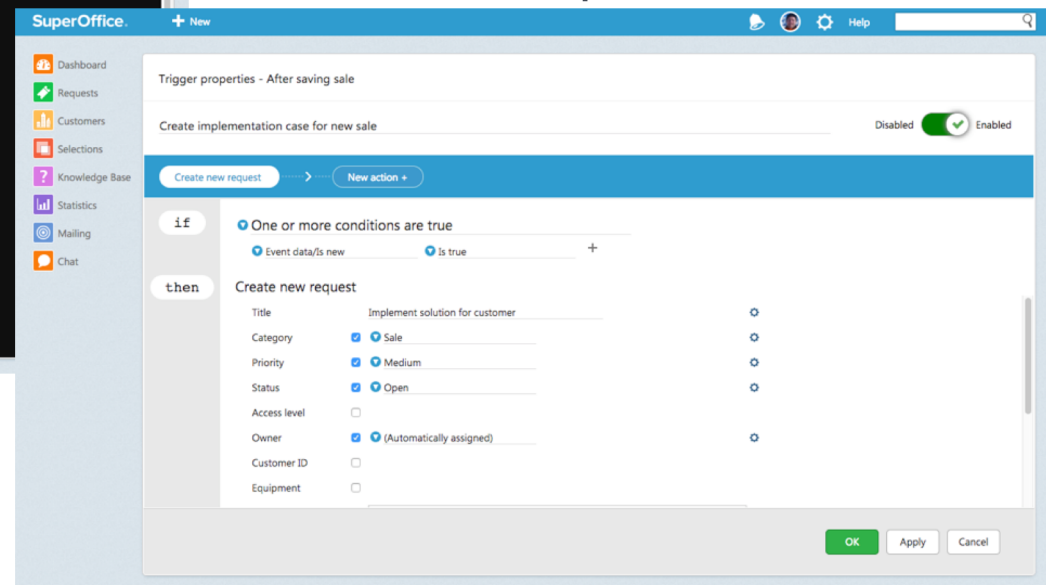 SuperOffice.
New
Help
Dashboard
Requests
Customers
Selections
? Knowledge Base
Statistics
Mailing
Chat
Trigger properties - After saving sale
Create implementation case for new sale
Disabled Enabled
Create new request > New action +
if
One or more conditions are true
Event data/Is new Is true +
then
Create new request
Title Implement solution for customer
Category Sale
Priority Medium
Status Open
Access level
Owner (Automatically assigned)
Customer ID
Equipment
OK Apply Cancel